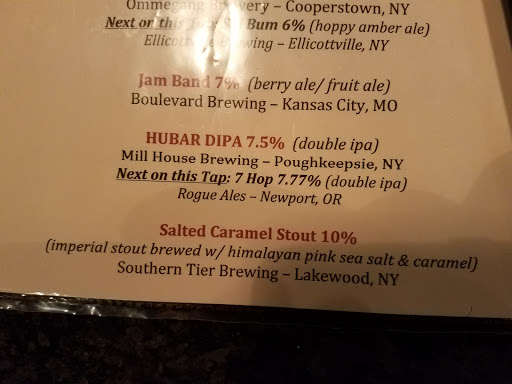 Ommegang Brewery – Cooperstown, NY
Next on this Bum 6% (hoppy amber ale)
Brewing – Ellicottville, NY
Jam Band 7% (berry ale/ fruit ale)
Boulevard Brewing – Kansas City, MO
HUBAR DIPA 7.5% (double ipa)
Mill House Brewing – Poughkeepsie, NY
Next on this Tap: 7 Hop 7.77% (double ipa)
Rogue Ales – Newport, OR
Salted Caramel Stout 10%
(imperial stout brewed w/ himalayan pink sea salt & caramel)
Southern Tier Brewing – Lakewood, NY